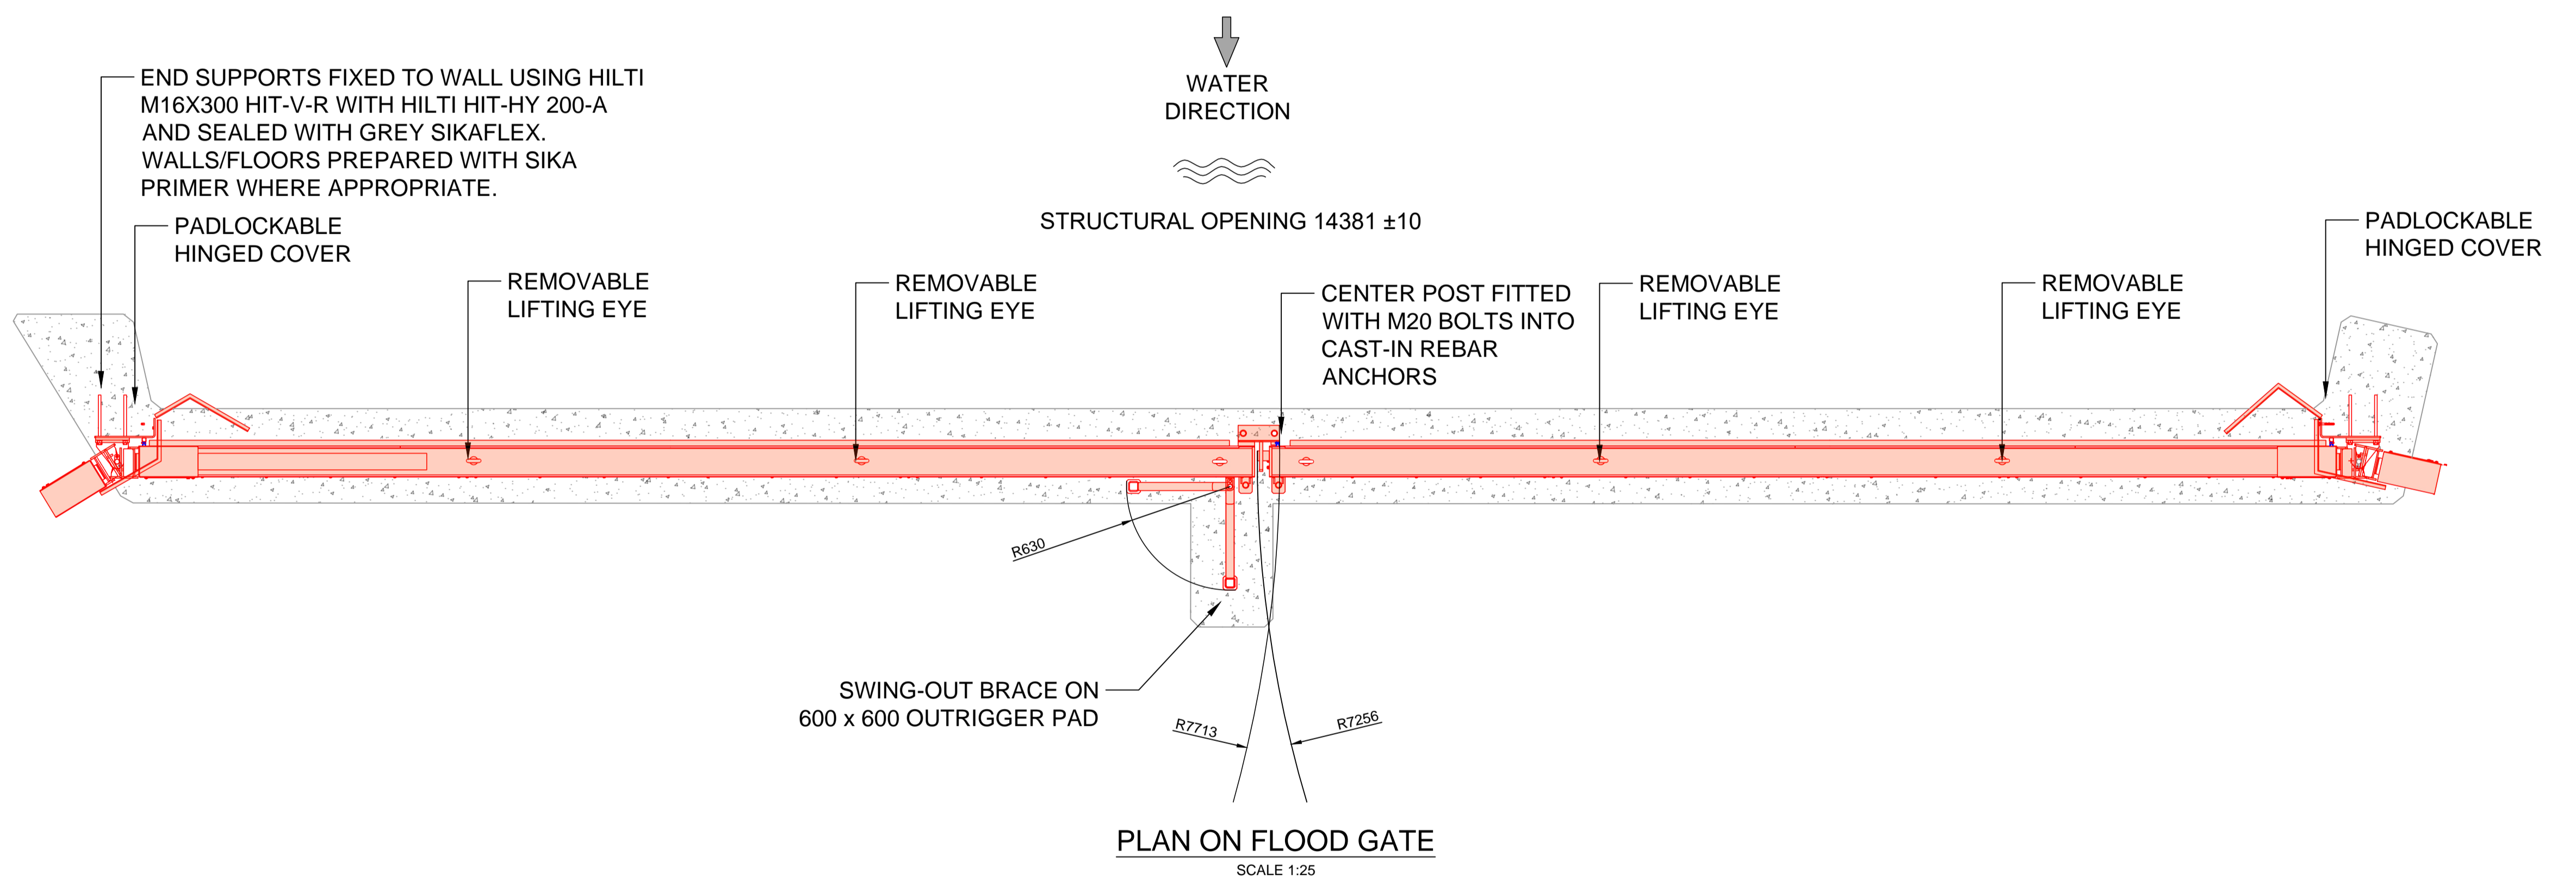 WATER
DIRECTION
END SUPPORTS FIXED TO WALL USING HILTI
M16X300 HIT-V-R WITH HILTI HIT-HY 200-A
AND SEALED WITH GREY SIKAFLEX.
WALLS/FLOORS PREPARED WITH SIKA
PRIMER WHERE APPROPRIATE.
STRUCTURAL OPENING 14381 ±10
PADLOCKABLE
HINGED COVER
REMOVABLE
LIFTING EYE
REMOVABLE
LIFTING EYE
CENTER POST FITTED
WITH M20 BOLTS INTO
CAST-IN REBAR
ANCHORS
REMOVABLE
LIFTING EYE
REMOVABLE
LIFTING EYE
PADLOCKABLE
HINGED COVER
R630
SWING-OUT BRACE ON
600 x 600 OUTRIGGER PAD
R7713
R7256
PLAN ON FLOOD GATE
SCALE 1:25